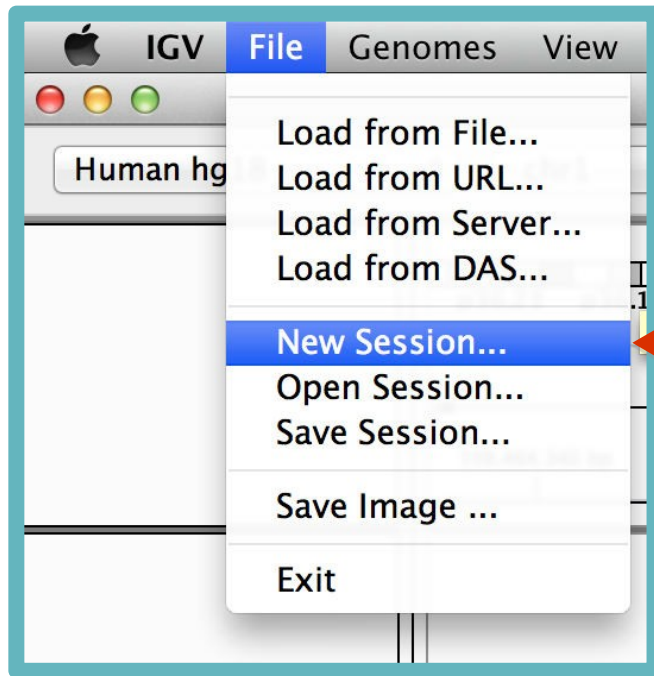 IGV File Genomes View
Human hg
Load from File...
Load from URL...
Load from Server...
Load from DAS...
New Session...
Open Session...
Save Session...
Save Image ...
Exit